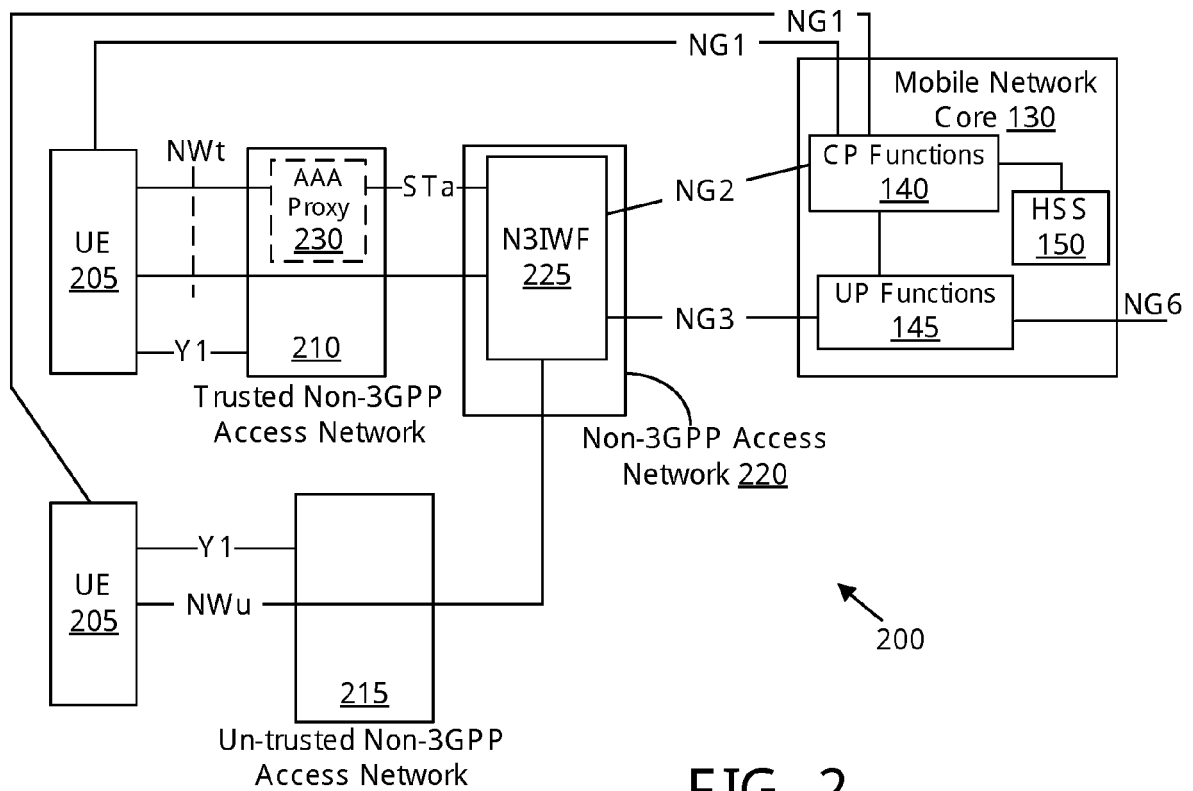 NG1
NG1
Mobile Network
Core 130
NWt
AAA
Proxy
230
STa
UE
205
Y1
210
Trusted Non-3GPP
Access Network
N3IWF
225
NG2
NG3
CP Functions
140
HSS
150
UP Functions
145
NG6
Non-3GPP Access
Network 220
UE
205
Y1
NWu
215
Un-trusted Non-3GPP
Access Network
200
FIG. 2